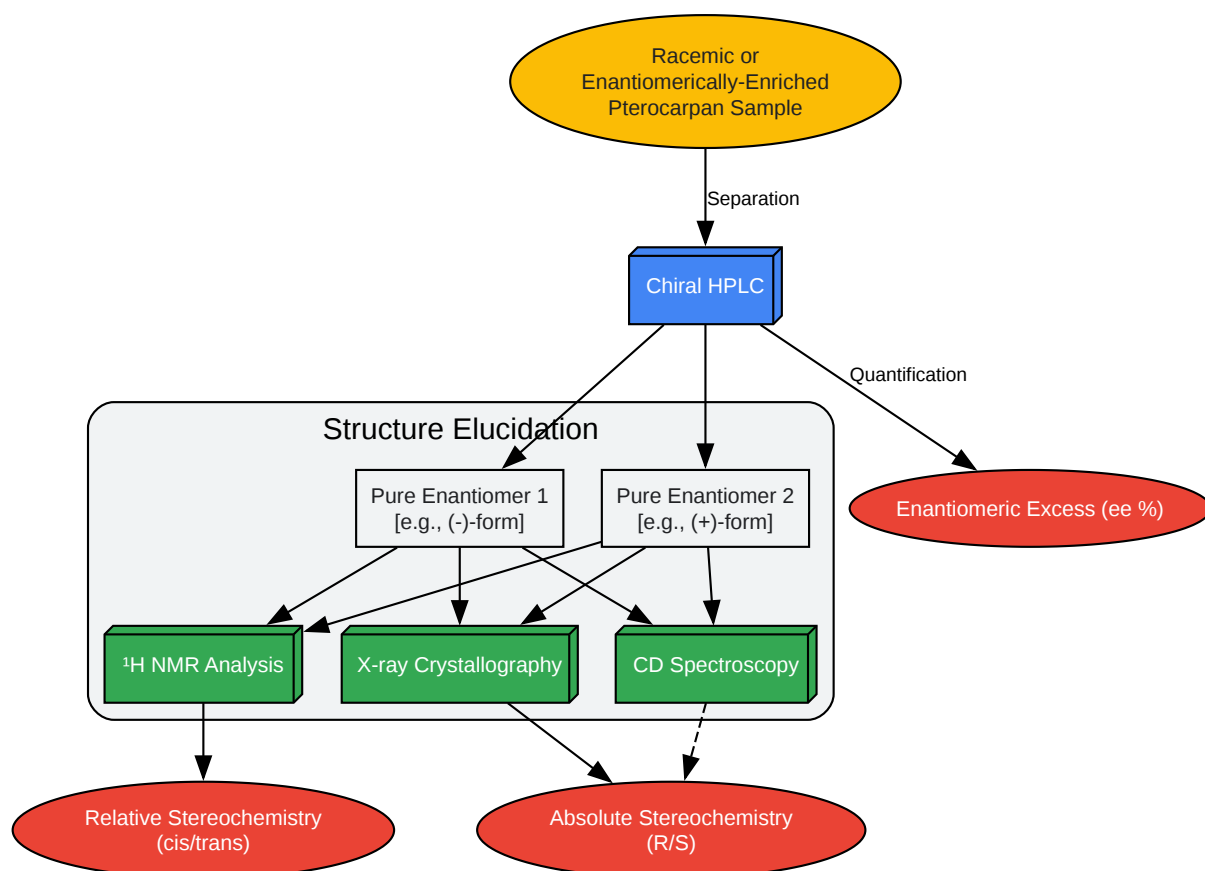 Racemic or
Enantiomerically-Enriched
Pterocarpan Sample
Separation
Chiral HPLC
Quantification
Structure Elucidation
Pure Enantiomer 1
[e.g., (-)-form]
Pure Enantiomer 2
[e.g., (+)-form]
Enantiomeric Excess (ee %)
¹H NMR Analysis
X-ray Crystallography
CD Spectroscopy
Relative Stereochemistry
(cis/trans)
Absolute Stereochemistry
(R/S)